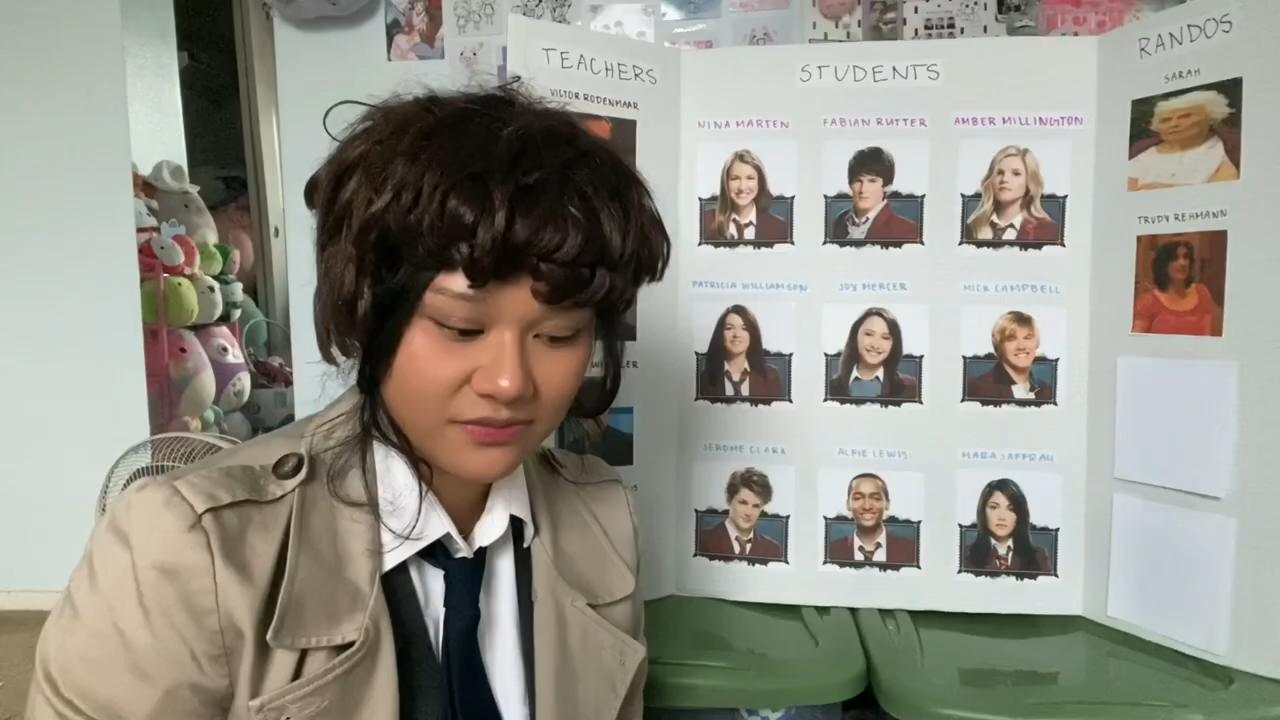 TEACHERS
VICTOR RODENMAAR
STUDENTS
NINA MARTEN
FABIAN RUTTER
AMBER MILLINGTON
PATRICIA WILLIAMSON
JOY MERCER
MICK CAMPBELL
JEROME CLARK
ALFIE LEWIS
MARA JAFFRAY
RANDOS
SARAH
TRUDY REHMANN